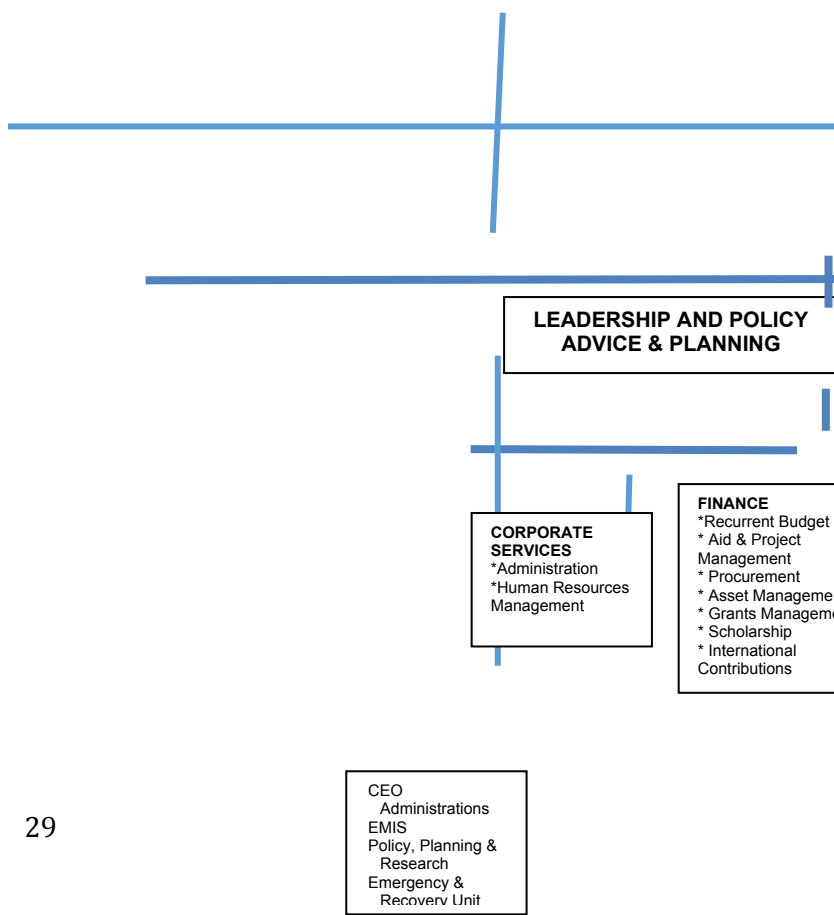 LEADERSHIP AND POLICY
ADVICE & PLANNING
CORPORATE
SERVICES
*Administration
*Human Resources
Management
FINANCE
*Recurrent Budget
* Aid & Project
Management
* Procurement
* Asset Manageme
* Grants Manageme
* Scholarship
* International
Contributions
29
CEO
Administrations
EMIS
Policy, Planning &
Research
Emergency &
Recovery Unit